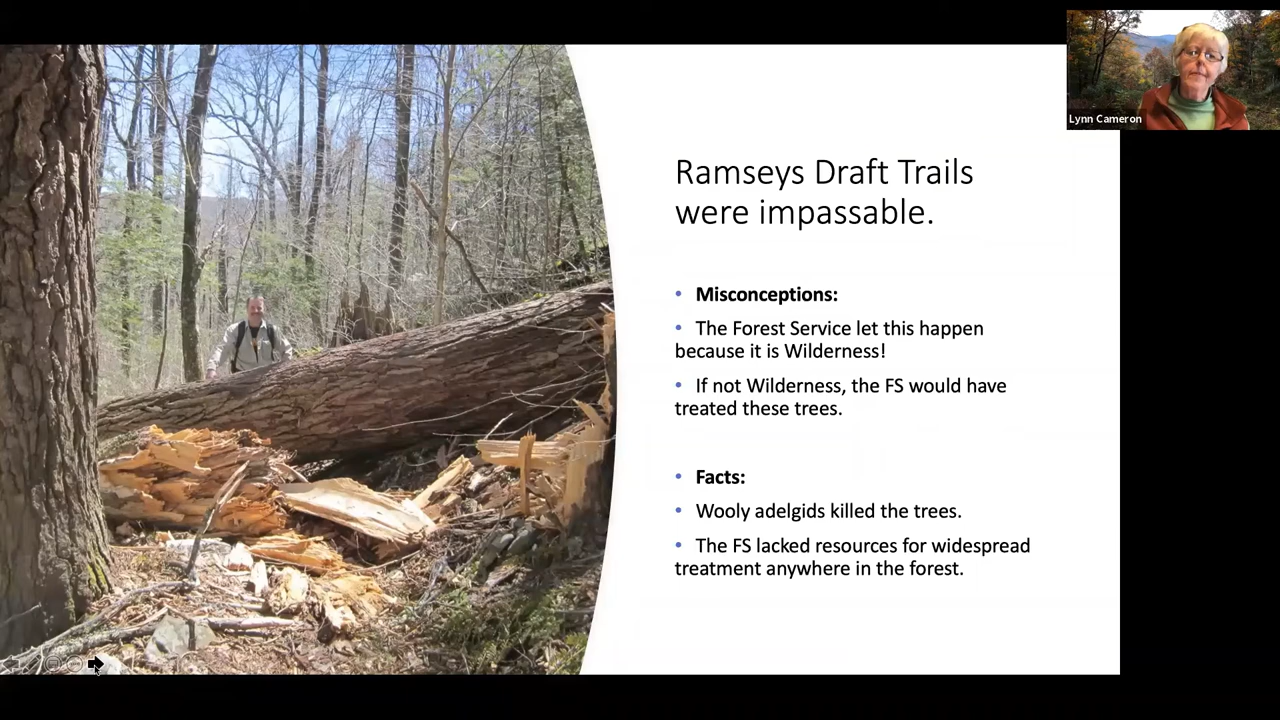 Lynn Cameron
Ramseys Draft Trails
were impassable.
• Misconceptions:
• The Forest Service let this happen
because it is Wilderness!
• If not Wilderness, the FS would have
treated these trees.
• Facts:
• Wooly adelgids killed the trees.
• The FS lacked resources for widespread
treatment anywhere in the forest.